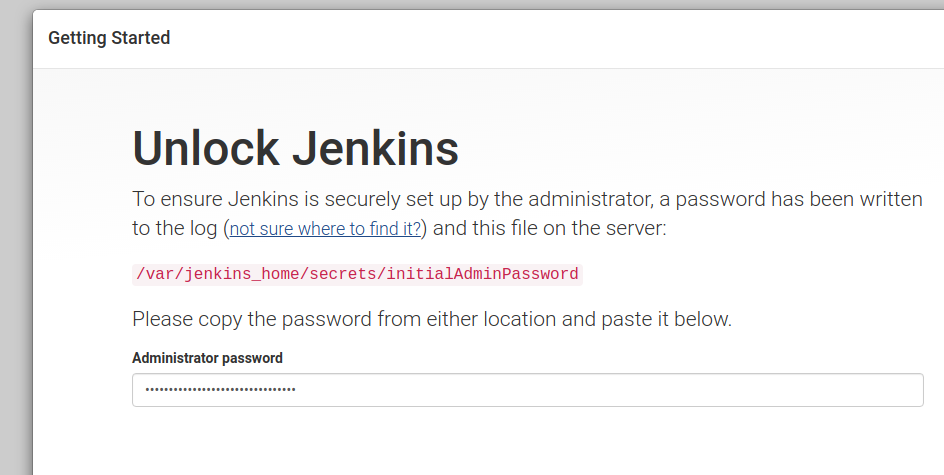 Getting Started
Unlock Jenkins
To ensure Jenkins is securely set up by the administrator, a password has been written
to the log (not sure where to find it?) and this file on the server:
/var/jenkins_home/secrets/initialAdminPassword
Please copy the password from either location and paste it below.
Administrator password
••••••••••••••••••••••••••••••••